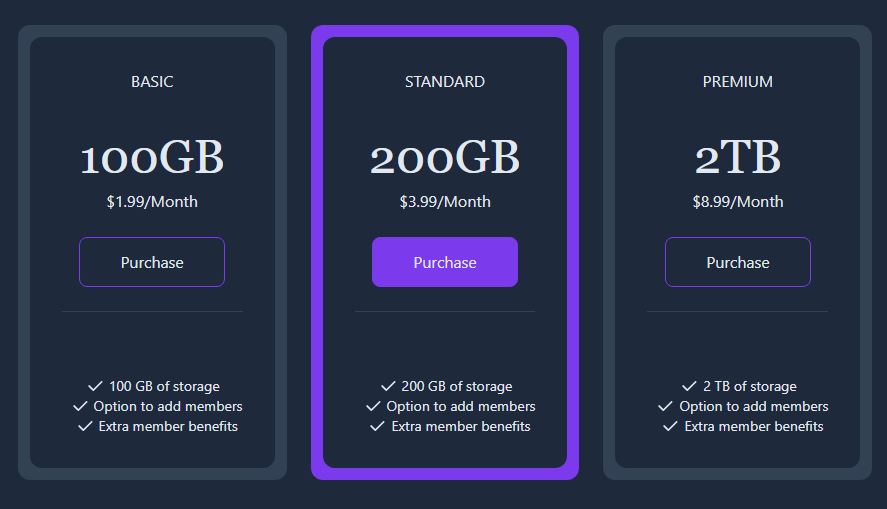 BASIC
100GB
$1.99/Month
Purchase
100 GB of storage
Option to add members
Extra member benefits
STANDARD
200GB
$3.99/Month
Purchase
200 GB of storage
Option to add members
Extra member benefits
PREMIUM
2TB
$8.99/Month
Purchase
2 TB of storage
Option to add members
Extra member benefits